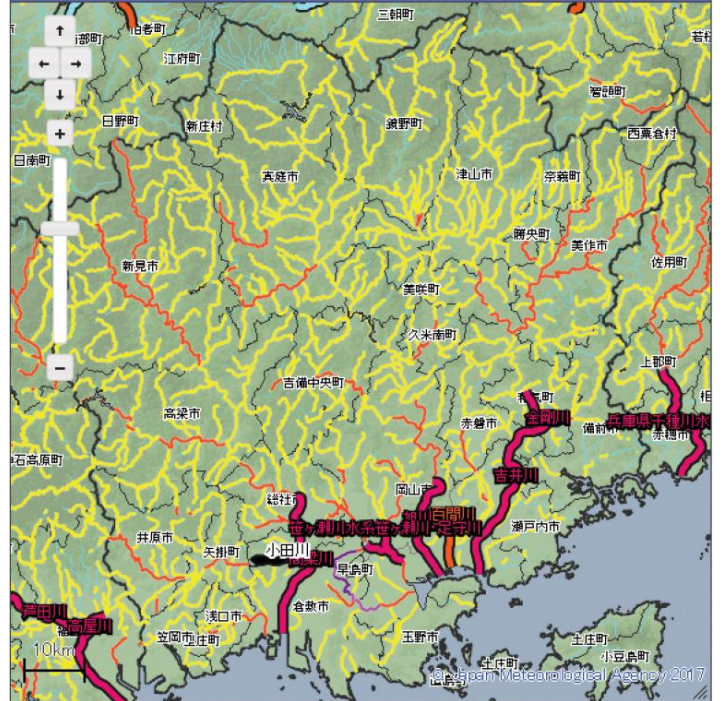 三朝町
伯耆町
江府町
智頭町
日野町
新庄村
鏡野町
西粟倉村
日南町
真庭市
津山市
奈義町
勝央町
美作市
新見市
佐用町
美咲町
久米南町
上郡町
吉備中央町
高梁市
赤磐市
金剛川
備前市
兵庫県千種川水
赤穂市
神石高原町
吉井川
総社市
岡山市
旭川
百間川
笹ヶ瀬川水系笹ヶ瀬川・足守川
瀬戸内市
井原市
矢掛町
小田川
高梁川
早島町
芦田川
高屋川
浅口市
倉敷市
笠岡市
里庄町
玉野市
土庄町
小豆島町
土庄町
直島町
10km
© Japan Meteorological Agency 2017